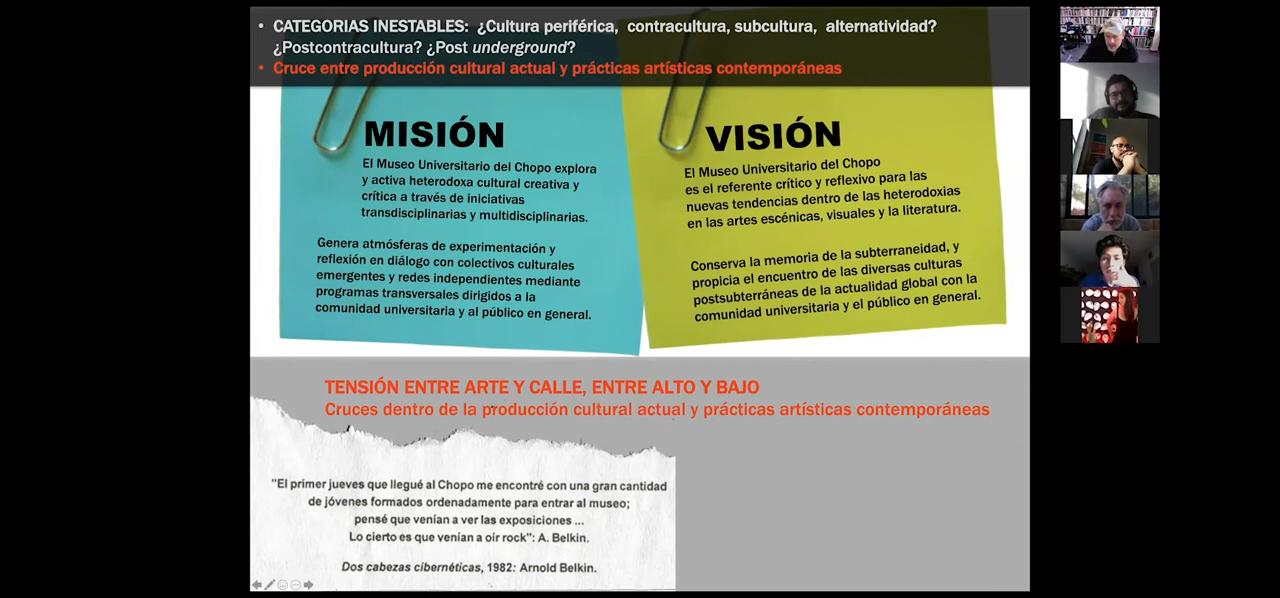 • CATEGORIAS INESTABLES: ¿Cultura periférica, contracultura, subcultura, alternatividad?
¿Postcontracultura? ¿Post underground?
• Cruce entre producción cultural actual y prácticas artísticas contemporáneas
MISIÓN
El Museo Universitario del Chopo explora
y activa heterodoxa cultural creativa y
crítica a través de iniciativas
transdisciplinarias y multidisciplinarias.
Genera atmósferas de experimentación y
reflexión en diálogo con colectivos culturales
emergentes y redes independientes mediante
programas transversales dirigidos a la
comunidad universitaria y al público en general.
VISIÓN
El Museo Universitario del Chopo
es el referente crítico y reflexivo para las
nuevas tendencias dentro de las heterodoxias
en las artes escénicas, visuales y la literatura.
Conserva la memoria de la subterraneidad, y
propicia el encuentro de las diversas culturas
postsubterráneas de la actualidad global con la
comunidad universitaria y el público en general.
TENSIÓN ENTRE ARTE Y CALLE, ENTRE ALTO Y BAJO
Cruces dentro de la producción cultural actual y prácticas artísticas contemporáneas
"El primer jueves que llegué al Chopo me encontré con una gran cantidad
de jóvenes formados ordenadamente para entrar al museo;
pensé que venían a ver las exposiciones ...
Lo cierto es que venían a oír rock": A. Belkin.
Dos cabezas cibernéticas, 1982: Arnold Belkin.